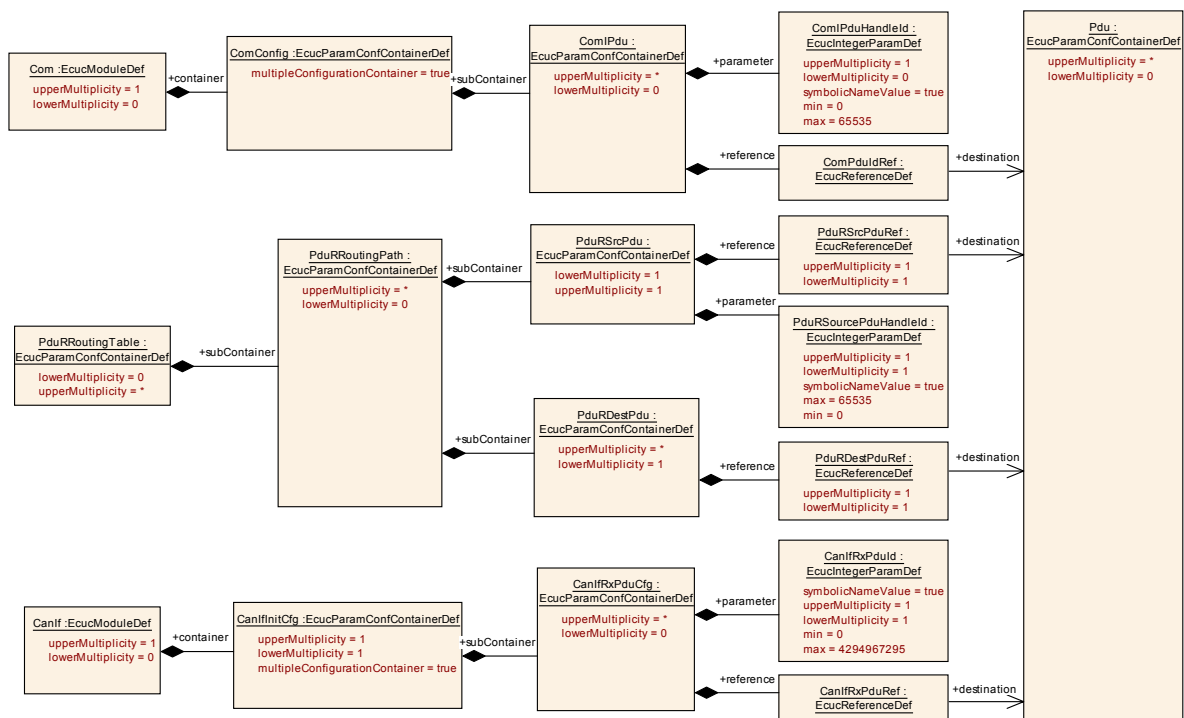 Com :EcucModuleDef
upperMultiplicity = 1
lowerMultiplicity = 0
+container
ComConfig :EcucParamConfContainerDef
multipleConfigurationContainer = true
+subContainer
ComIPdu :
EcucParamConfContainerDef
upperMultiplicity = *
lowerMultiplicity = 0
+parameter
ComIPduHandleId :
EcucIntegerParamDef
upperMultiplicity = 1
lowerMultiplicity = 0
symbolicNameValue = true
min = 0
max = 65535
+reference
ComPduIdRef :
EcucReferenceDef
+destination
Pdu :
EcucParamConfContainerDef
upperMultiplicity = *
lowerMultiplicity = 0
PduRRoutingTable :
EcucParamConfContainerDef
lowerMultiplicity = 0
upperMultiplicity = *
+subContainer
PduRRoutingPath :
EcucParamConfContainerDef
upperMultiplicity = *
lowerMultiplicity = 0
+subContainer
PduRSrcPdu :
EcucParamConfContainerDef
lowerMultiplicity = 1
upperMultiplicity = 1
+reference
PduRSrcPduRef :
EcucReferenceDef
upperMultiplicity = 1
lowerMultiplicity = 1
+destination
+parameter
PduRSourcePduHandleId :
EcucIntegerParamDef
upperMultiplicity = 1
lowerMultiplicity = 1
symbolicNameValue = true
max = 65535
min = 0
+subContainer
PduRDestPdu :
EcucParamConfContainerDef
upperMultiplicity = *
lowerMultiplicity = 1
+reference
PduRDestPduRef :
EcucReferenceDef
upperMultiplicity = 1
lowerMultiplicity = 1
+destination
CanIf :EcucModuleDef
upperMultiplicity = 1
lowerMultiplicity = 0
+container
CanIfInitCfg :EcucParamConfContainerDef
upperMultiplicity = 1
lowerMultiplicity = 1
multipleConfigurationContainer = true
+subContainer
CanIfRxPduCfg :
EcucParamConfContainerDef
upperMultiplicity = *
lowerMultiplicity = 0
+parameter
CanIfRxPduId :
EcucIntegerParamDef
symbolicNameValue = true
upperMultiplicity = 1
lowerMultiplicity = 1
min = 0
max = 4294967295
+reference
CanIfRxPduRef :
EcucReferenceDef
+destination